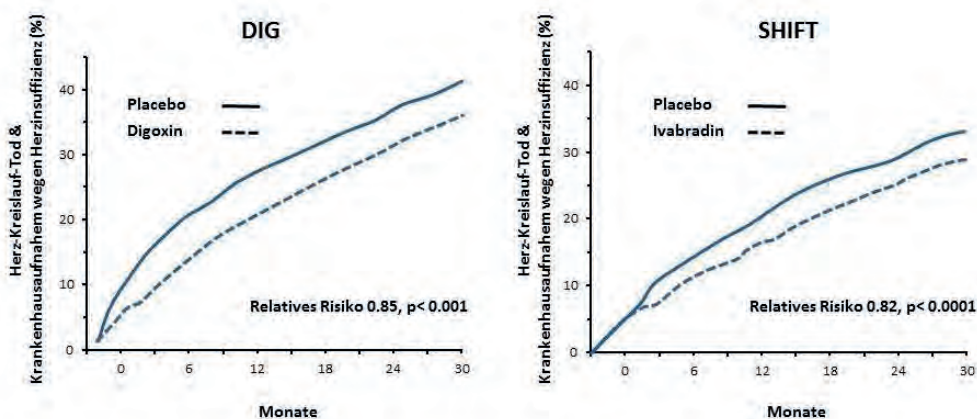 DIG
Herz-Kreislauf-Tod &
Krankenhausaufnahem wegen Herzinsuffizienz (%)
40
30
20
10
0
Placebo
Digoxin
Relatives Risiko 0.85, p< 0.001
0 6 12 18 24 30
Monate
SHIFT
Herz-Kreislauf-Tod &
Krankenhausaufnahem wegen Herzinsuffizienz (%)
40
30
20
10
0
Placebo
Ivabradin
Relatives Risiko 0.82, p< 0.0001
0 6 12 18 24 30
Monate